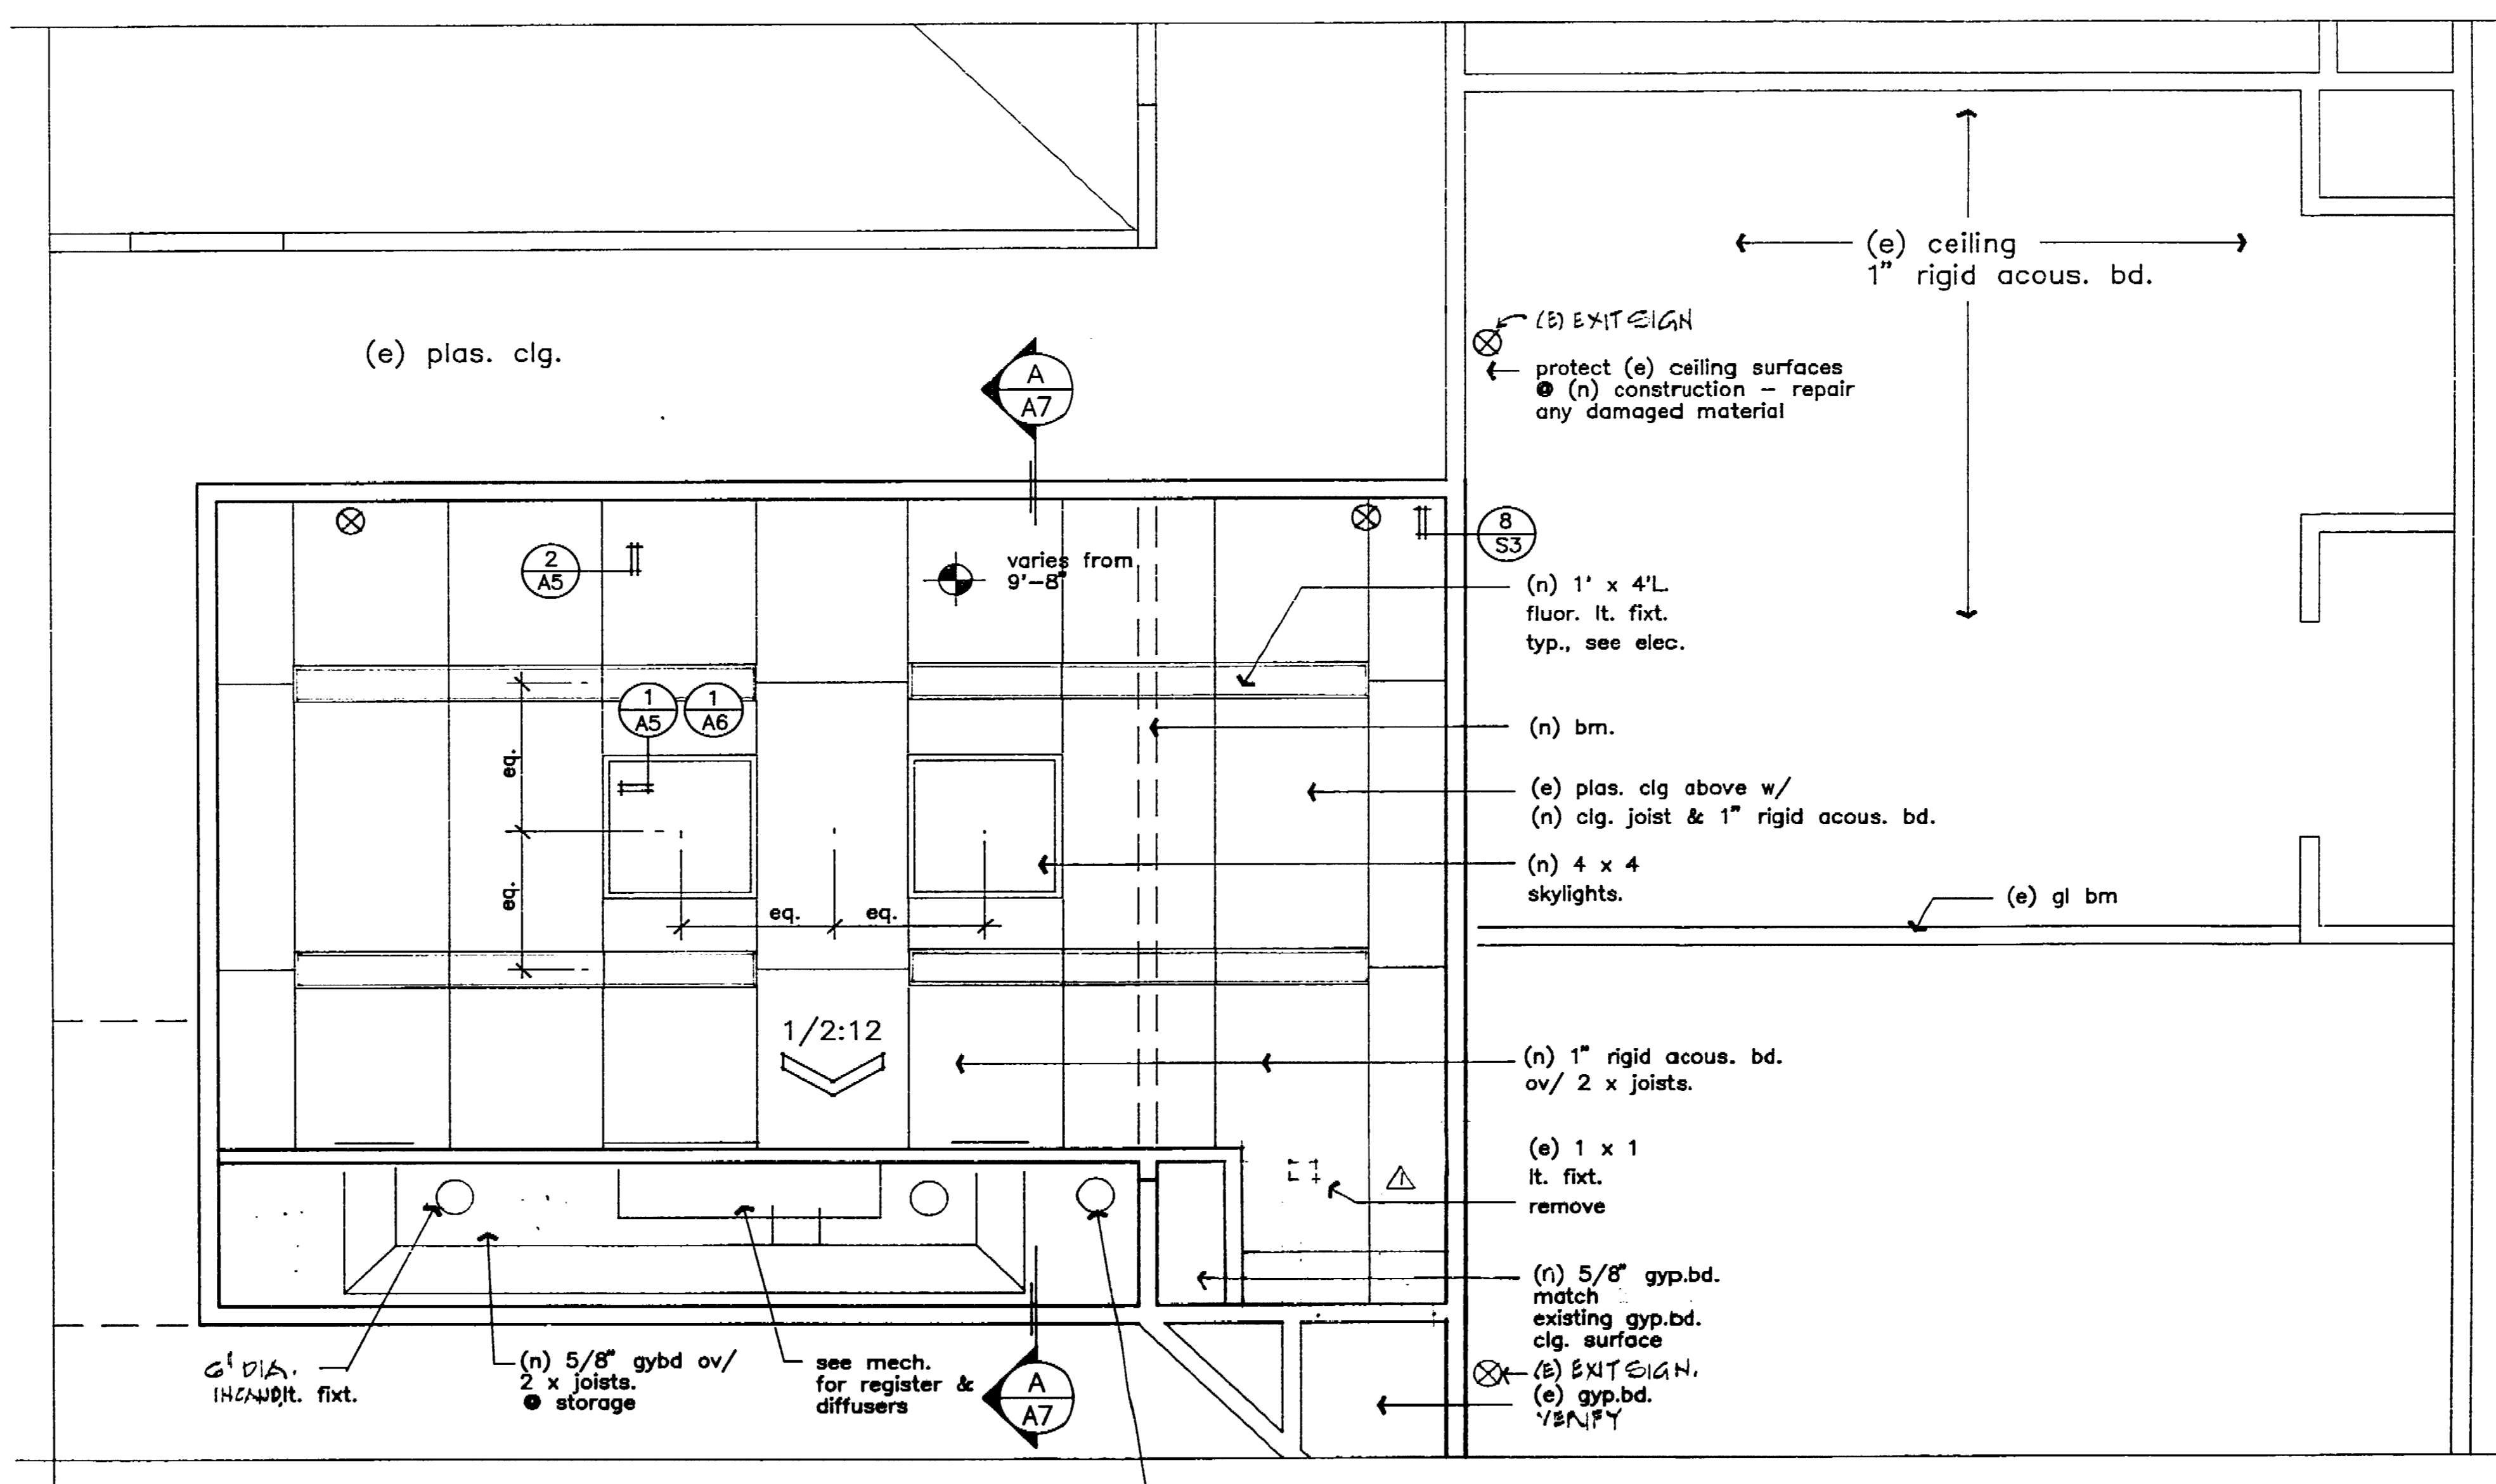 (e) ceiling
1" rigid acous. bd.
(E) EXIT SIGN
protect (e) ceiling surfaces
@ (n) construction – repair
any damaged material
(e) plas. clg.
A
A7
8
S3
2
A5
varies from
9'–8"
(n) 1' x 4'L.
fluor. lt. fixt.
typ., see elec.
1
A5
1
A6
(n) bm.
eq.
(e) plas. clg above w/
(n) clg. joist & 1" rigid acous. bd.
(n) 4 x 4
skylights.
eq.
eq.
eq.
(e) gl bm
1/2:12
(n) 1" rigid acous. bd.
ov/ 2 x joists.
(e) 1 x 1
lt. fixt.
remove
1
(n) 5/8" gyp.bd.
match
existing gyp.bd.
clg. surface
(E) EXIT SIGN.
(e) gyp.bd.
VERIFY
6" DIA.
INCAND.lt. fixt.
(n) 5/8" gybd ov/
2 x joists.
@ storage
see mech.
for register &
diffusers
A
A7